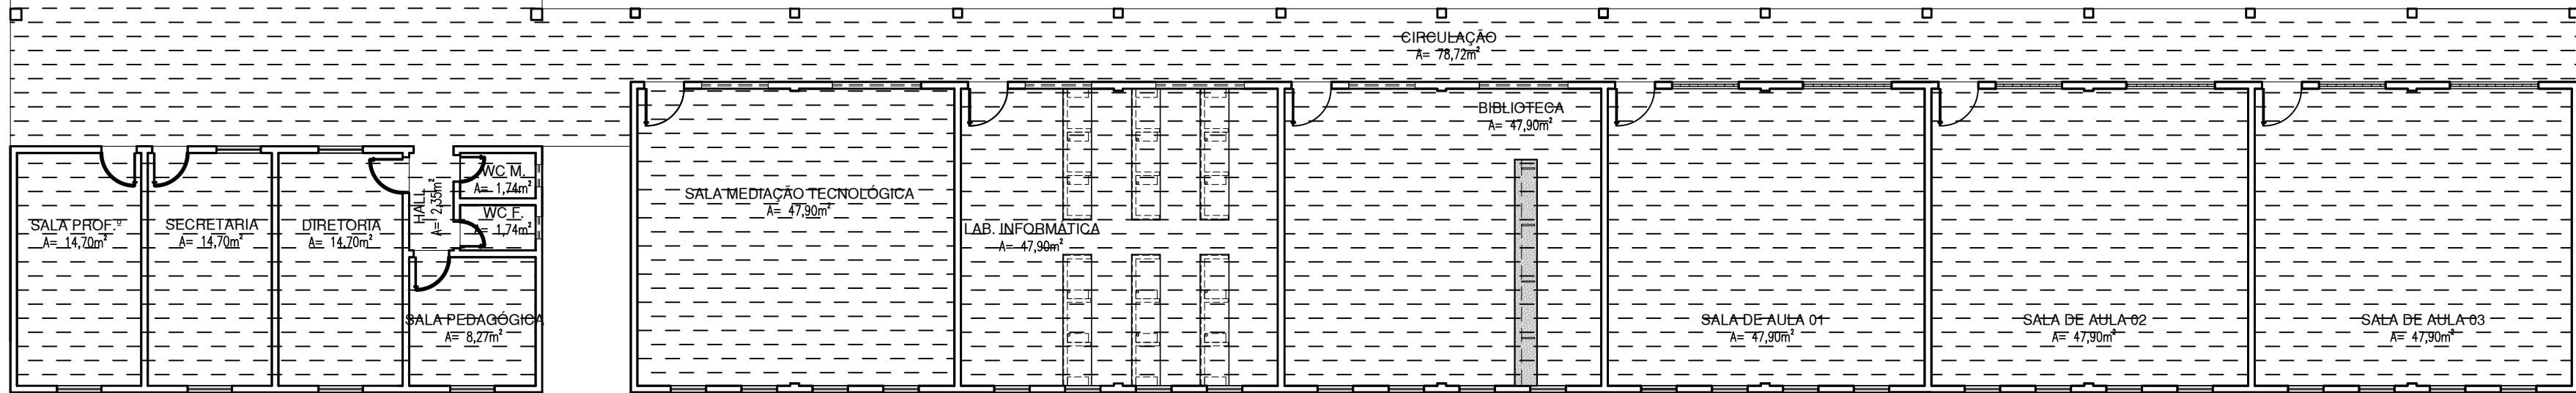 CIRCULAÇÃO
A= 78,72m²
SALA PROF.º
A= 14,70m²
SECRETARIA
A= 14,70m²
DIRETORIA
A= 14,70m²
HALL
A= 2,35m²
WC M.
A= 1,74m²
WC F.
A= 1,74m²
SALA PEDAGÓGICA
A= 8,27m²
SALA MEDIAÇÃO TECNOLÓGICA
A= 47,90m²
LAB. INFORMÁTICA
A= 47,90m²
BIBLIOTECA
A= 47,90m²
SALA DE AULA 01
A= 47,90m²
SALA DE AULA 02
A= 47,90m²
SALA DE AULA 03
A= 47,90m²